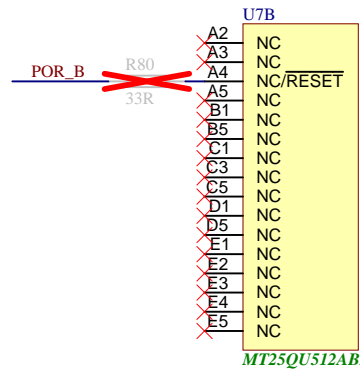 U7B
A2 NC
A3 NC
R80
POR_B A4 NC/RESET
33R
A5 NC
B1 NC
B5 NC
C1 NC
C3 NC
C5 NC
D1 NC
D5 NC
E1 NC
E2 NC
E3 NC
E4 NC
E5 NC
MT25QU512AB